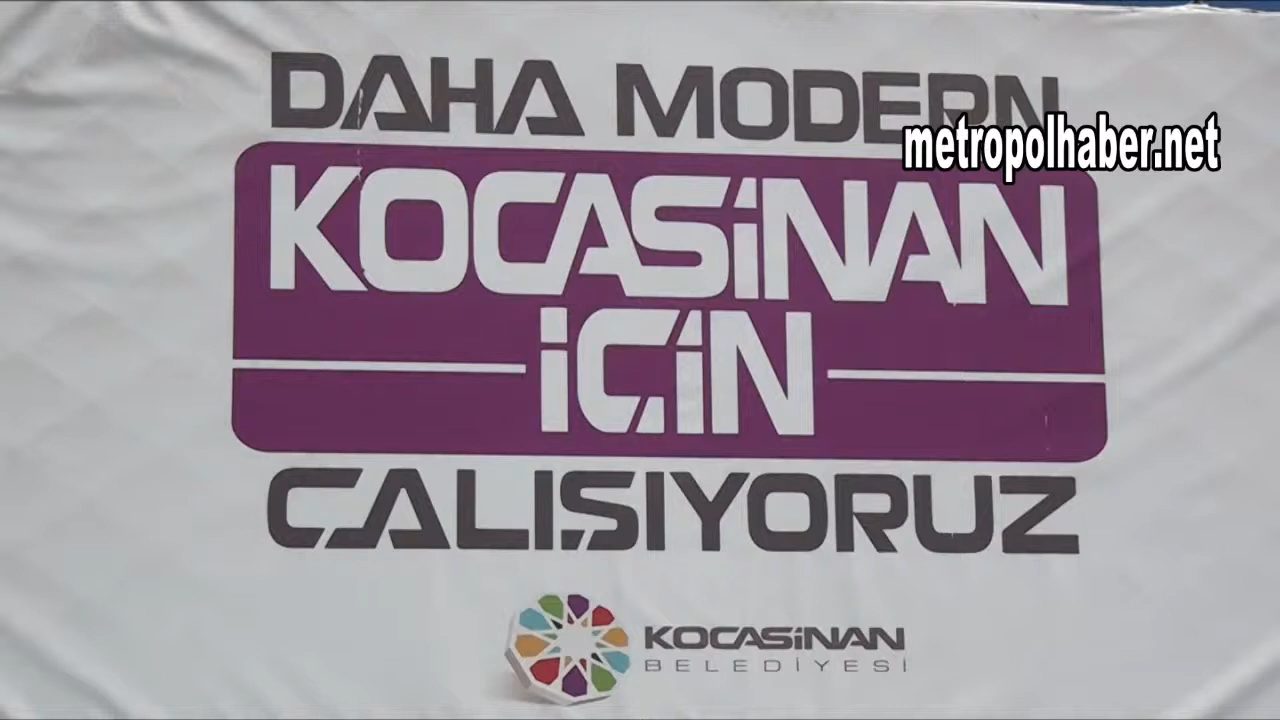 DAHA MODERN
metropolhaber.net
KOCASİNAN
İÇİN
ÇALIŞIYORUZ
KOCASİNAN
BELEDİYESİ